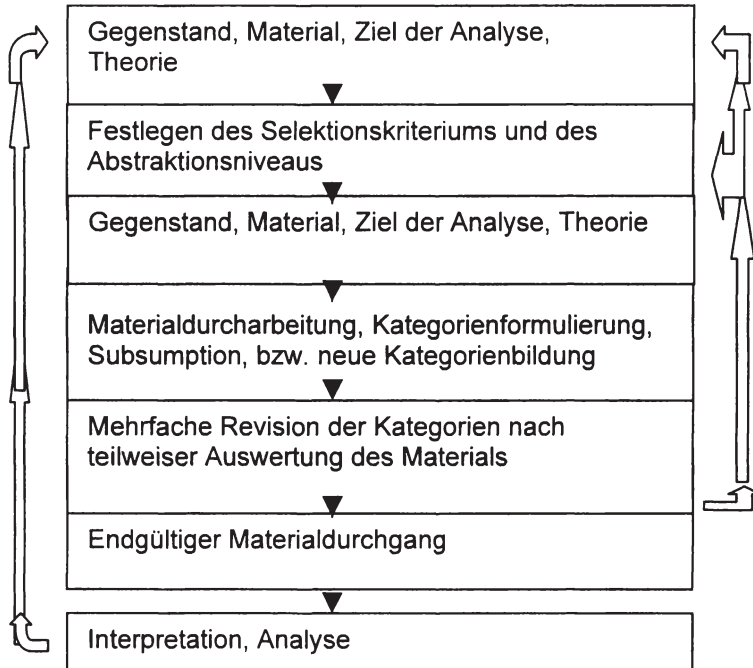 Gegenstand, Material, Ziel der Analyse,
Theorie
Festlegen des Selektionskriteriums und des
Abstraktionsniveaus
Gegenstand, Material, Ziel der Analyse, Theorie
Materialdurcharbeitung, Kategorienformulierung,
Subsumption, bzw. neue Kategorienbildung
Mehrfache Revision der Kategorien nach
teilweiser Auswertung des Materials
Endgültiger Materialdurchgang
Interpretation, Analyse